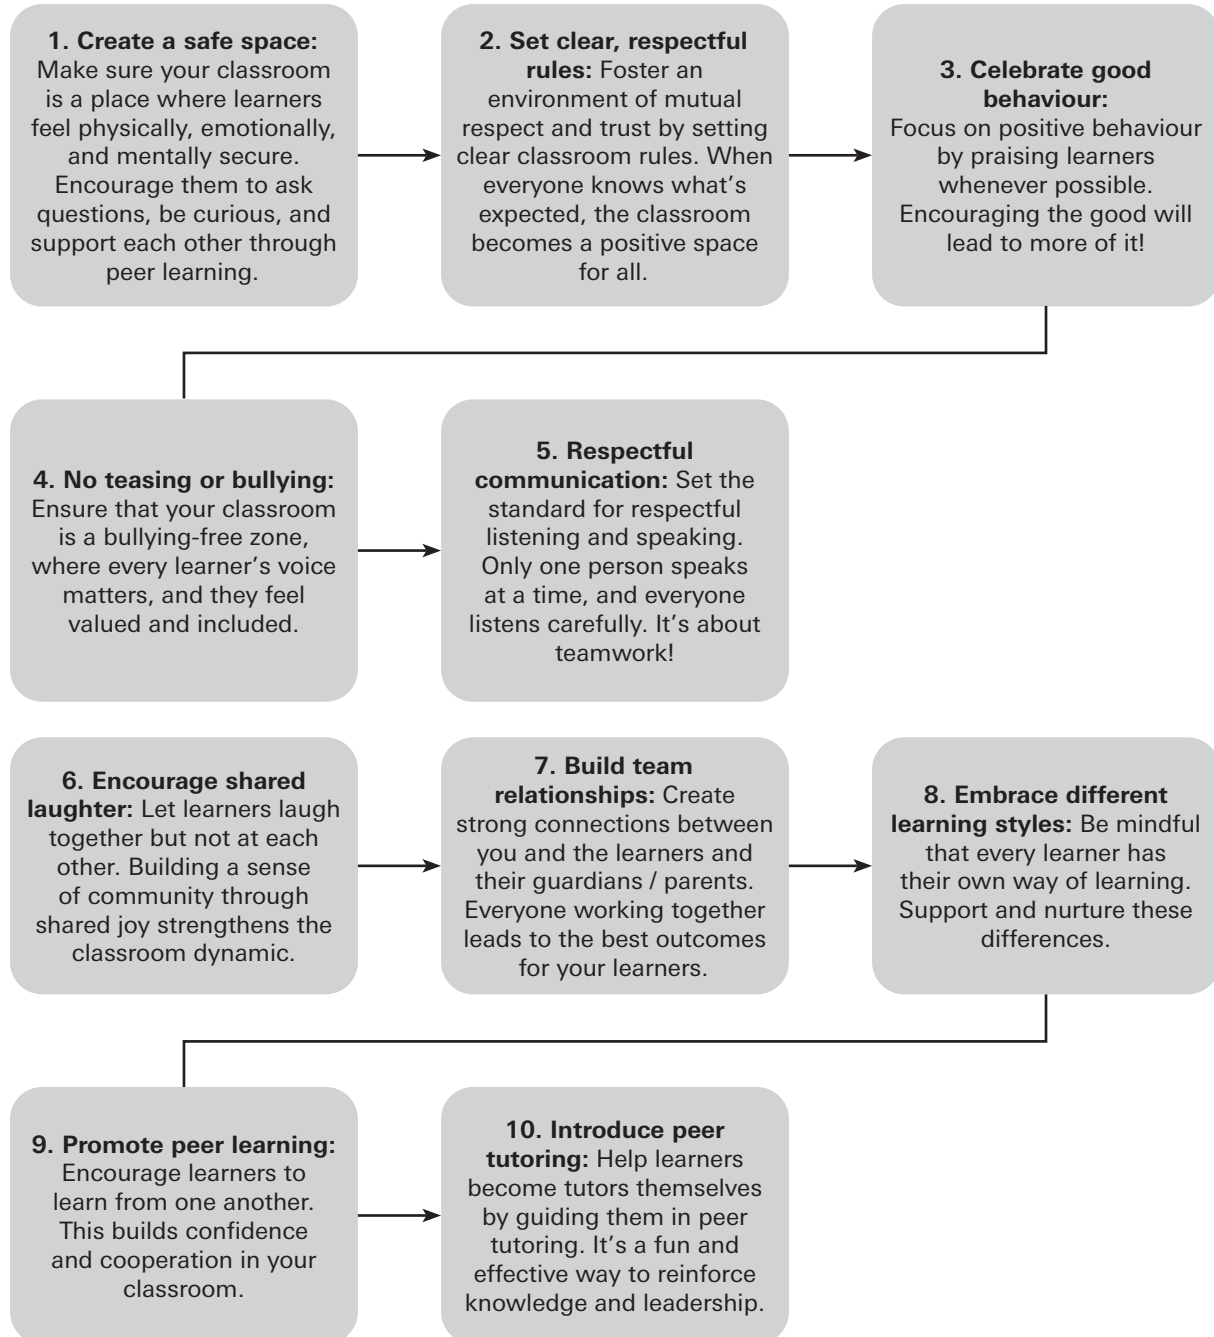 1. Create a safe space:
Make sure your classroom
is a place where learners
feel physically, emotionally,
and mentally secure.
Encourage them to ask
questions, be curious, and
support each other through
peer learning.
2. Set clear, respectful
rules: Foster an
environment of mutual
respect and trust by setting
clear classroom rules. When
everyone knows what's
expected, the classroom
becomes a positive space
for all.
3. Celebrate good
behaviour:
Focus on positive behaviour
by praising learners
whenever possible.
Encouraging the good will
lead to more of it!
4. No teasing or bullying:
Ensure that your classroom
is a bullying-free zone,
where every learner's voice
matters, and they feel
valued and included.
5. Respectful
communication: Set the
standard for respectful
listening and speaking.
Only one person speaks
at a time, and everyone
listens carefully. It's about
teamwork!
6. Encourage shared
laughter: Let learners laugh
together but not at each
other. Building a sense
of community through
shared joy strengthens the
classroom dynamic.
7. Build team
relationships: Create
strong connections between
you and the learners and
their guardians / parents.
Everyone working together
leads to the best outcomes
for your learners.
8. Embrace different
learning styles: Be mindful
that every learner has
their own way of learning.
Support and nurture these
differences.
9. Promote peer learning:
Encourage learners to
learn from one another.
This builds confidence
and cooperation in your
classroom.
10. Introduce peer
tutoring: Help learners
become tutors themselves
by guiding them in peer
tutoring. It's a fun and
effective way to reinforce
knowledge and leadership.